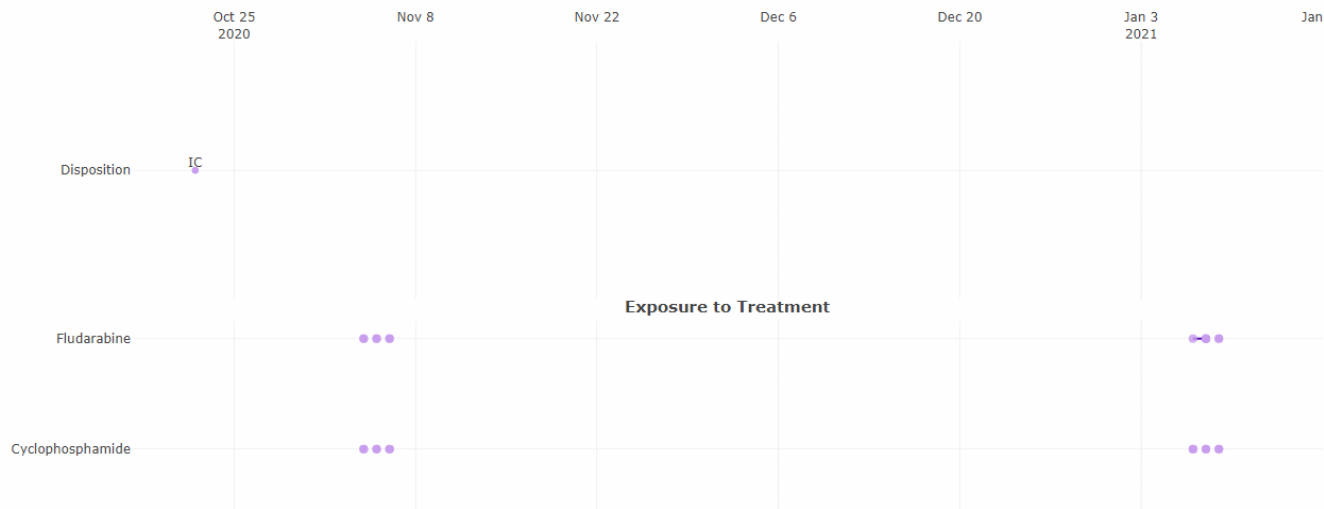 Oct 25
2020
Nov 8
Nov 22
Dec 6
Dec 20
Jan 3
2021
Jan
Disposition
IC
Exposure to Treatment
Fludarabine
Cyclophosphamide